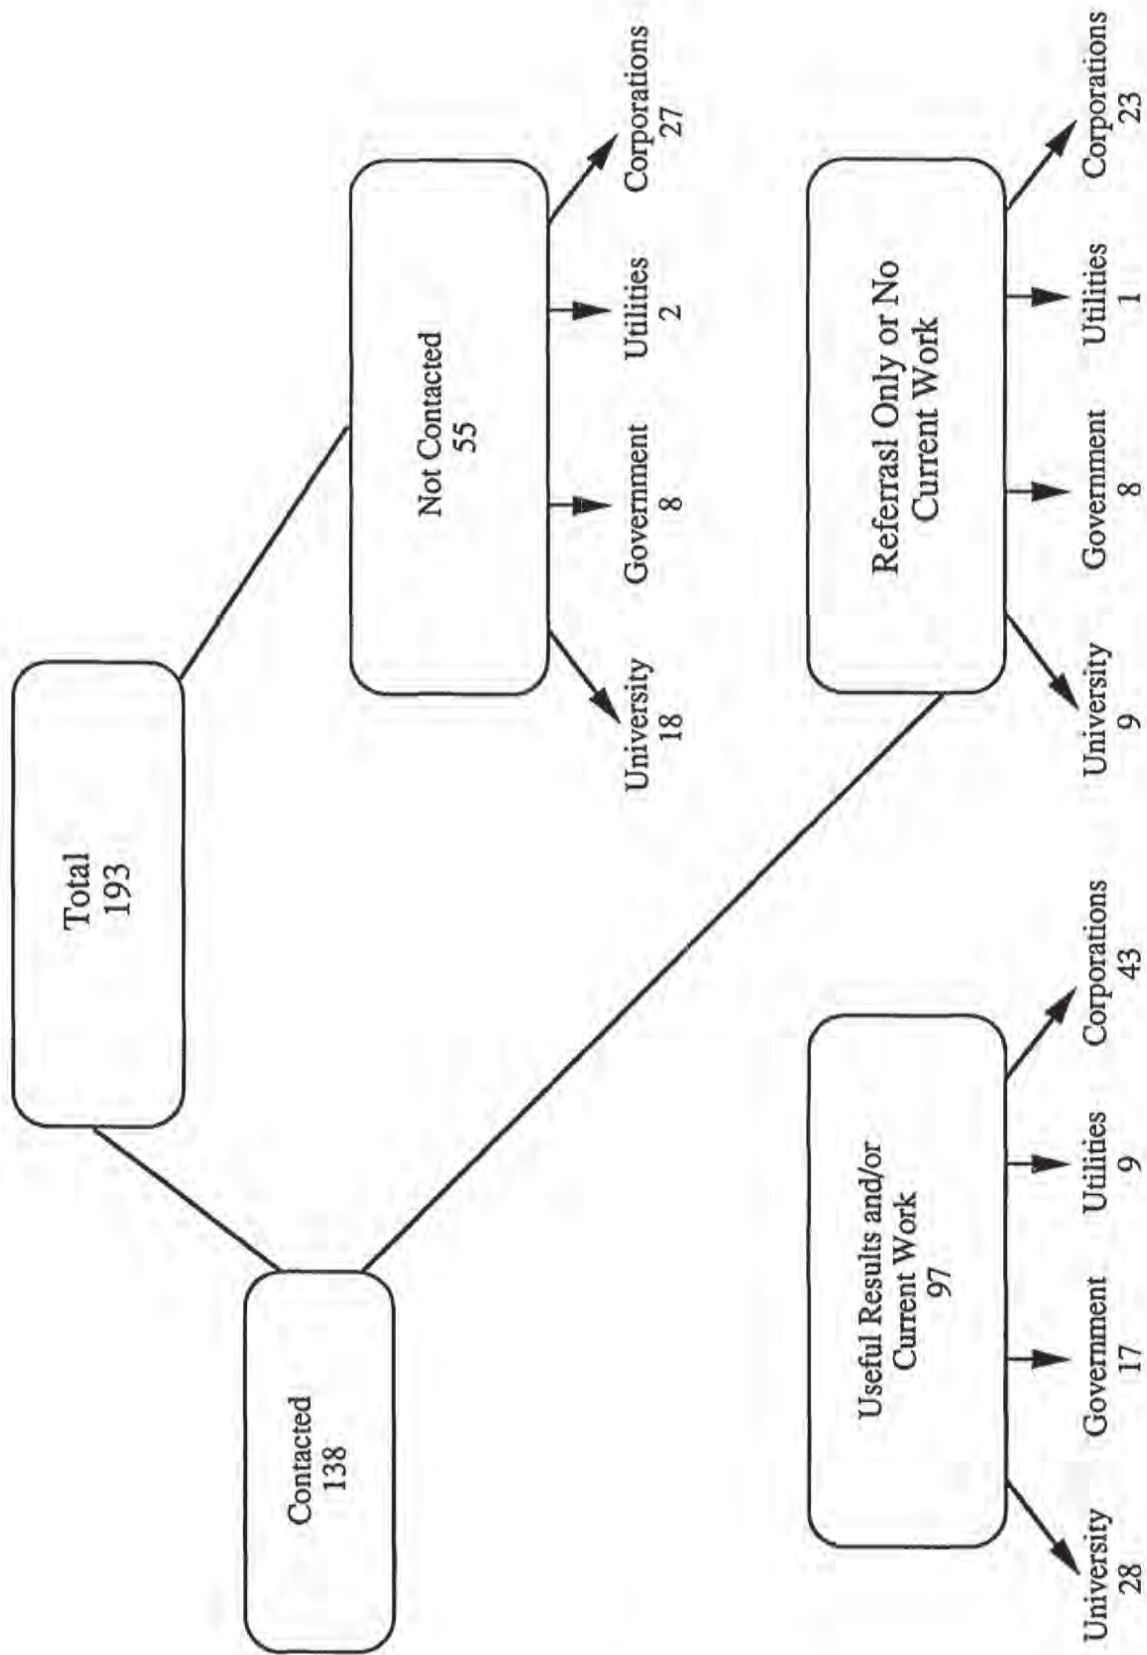 Total
193
Contacted
138
Not Contacted
55
University
18
Government
8
Utilities
2
Corporations
27
Useful Results and/or
Current Work
97
University
28
Government
17
Utilities
9
Corporations
43
Referrasl Only or No
Current Work
University
9
Government
8
Utilities
1
Corporations
23